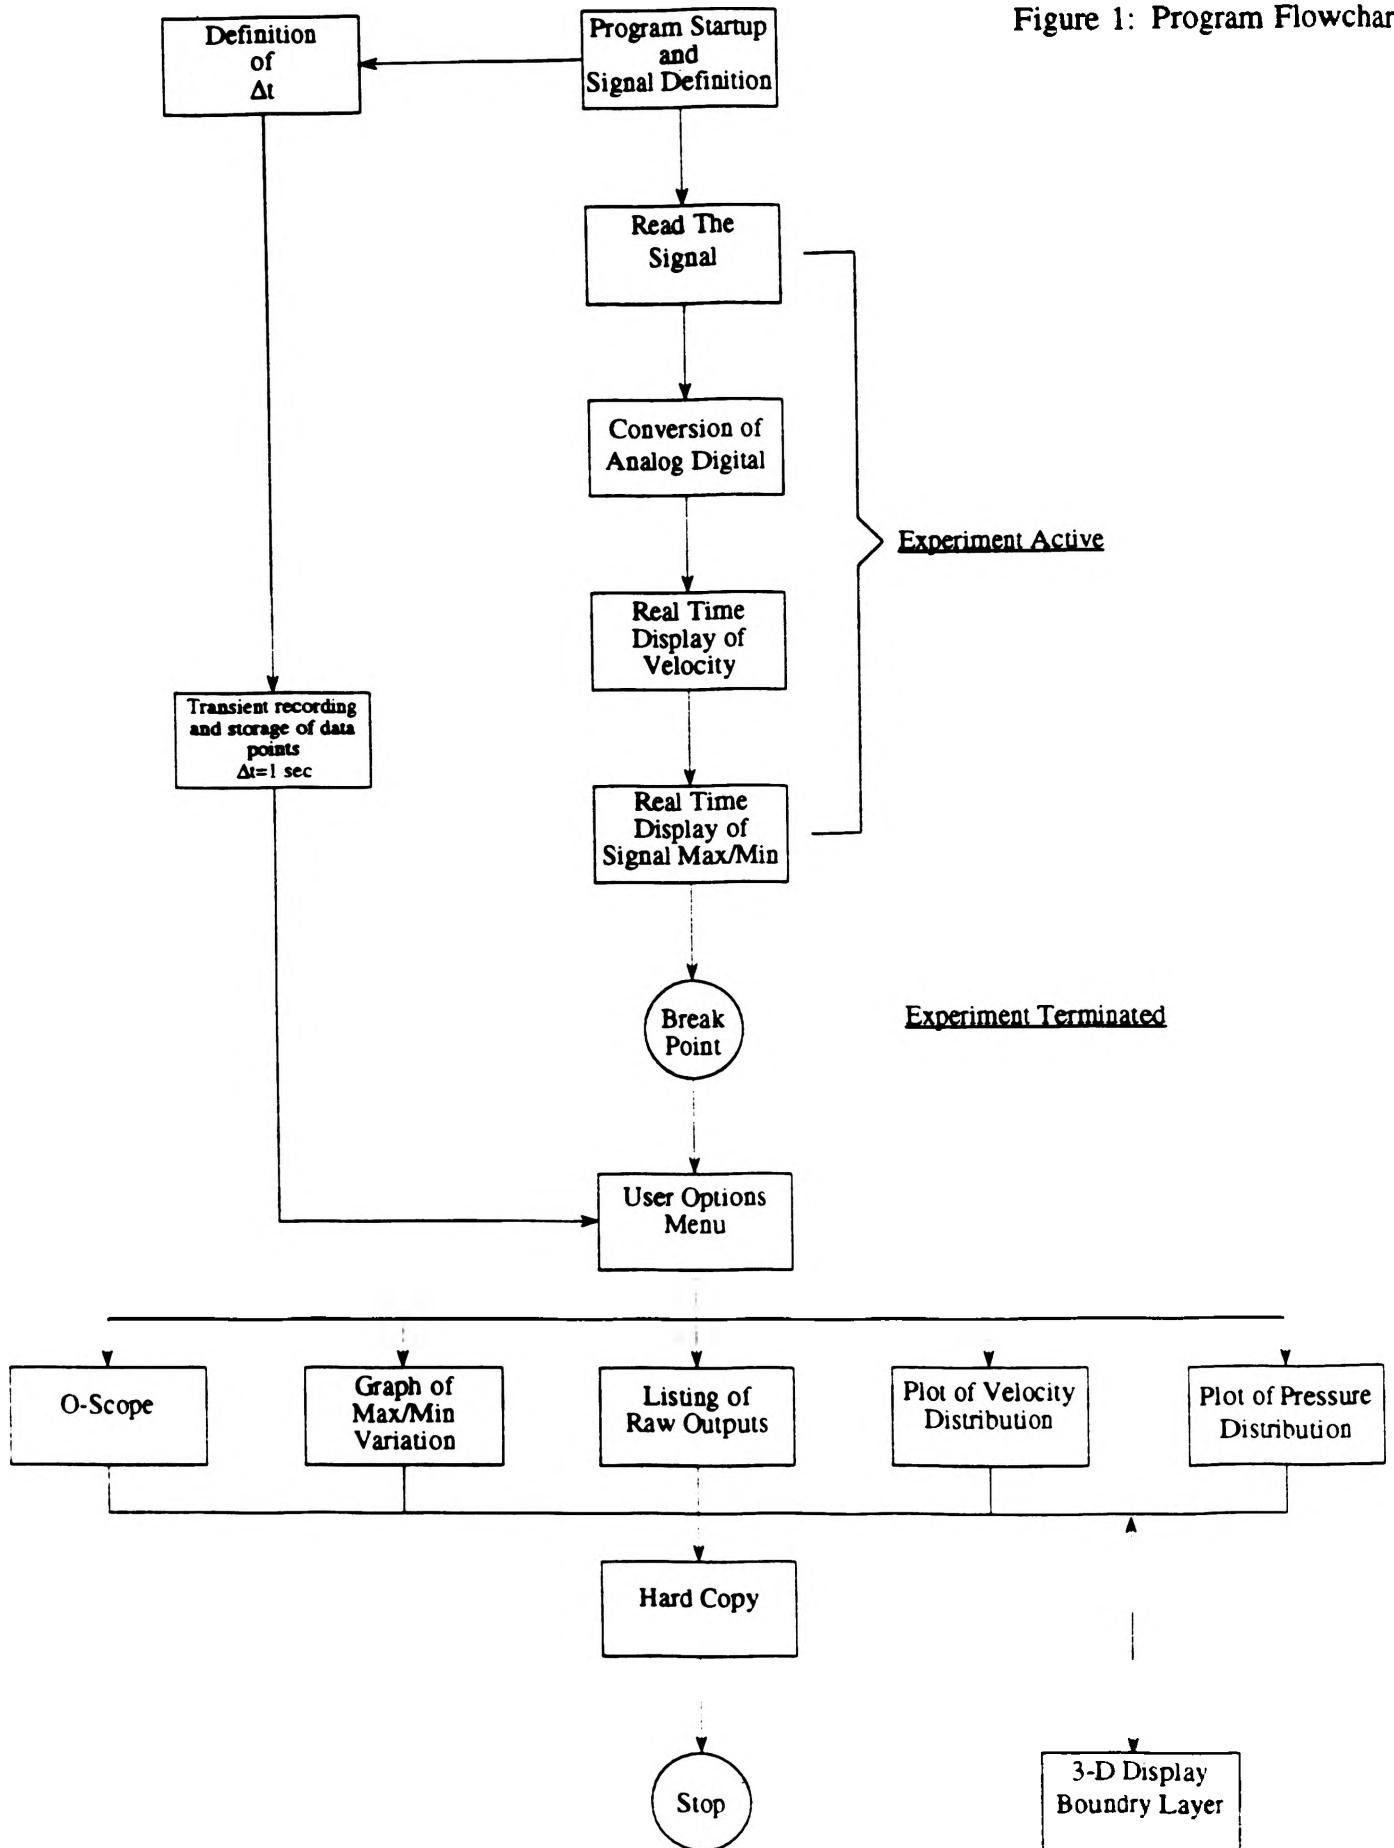 Figure 1: Program Flowchar
Definition
of
Δt
Program Startup
and
Signal Definition
Read The
Signal
Conversion of
Analog Digital
Experiment Active
Real Time
Display of
Velocity
Transient recording
and storage of data
points
Δt=1 sec
Real Time
Display of
Signal Max/Min
Break
Point
Experiment Terminated
User Options
Menu
O-Scope
Graph of
Max/Min
Variation
Listing of
Raw Outputs
Plot of Velocity
Distribution
Plot of Pressure
Distribution
Hard Copy
Stop
3-D Display
Boundry Layer